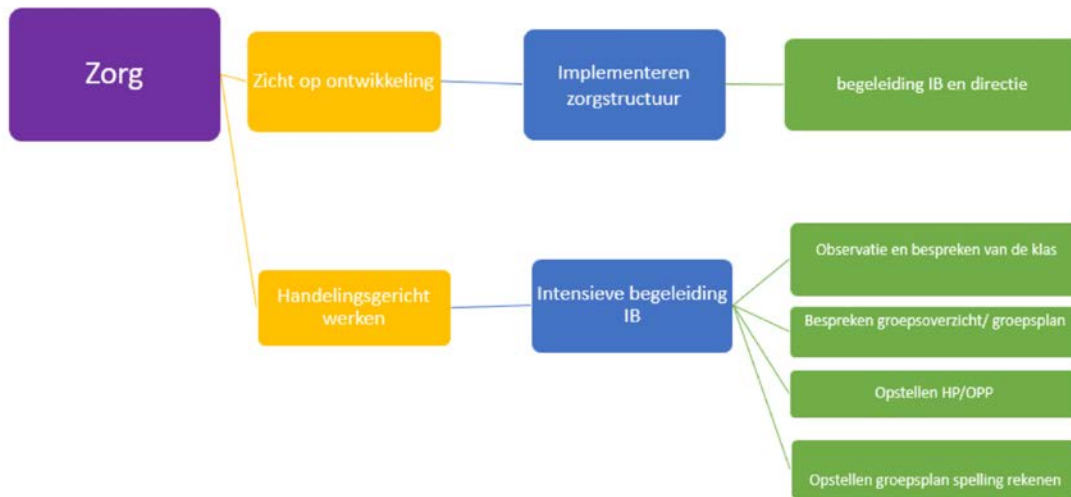 Zorg
Zicht op ontwikkeling
Implementeren
zorgstructuur
begeleiding IB en directie
Handelingsgericht
werken
Intensieve begeleiding
IB
Observatie en bespreken van de klas
Bespreken groepsoverzicht/ groepsplan
Opstellen HP/OPP
Opstellen groepsplan spelling rekenen